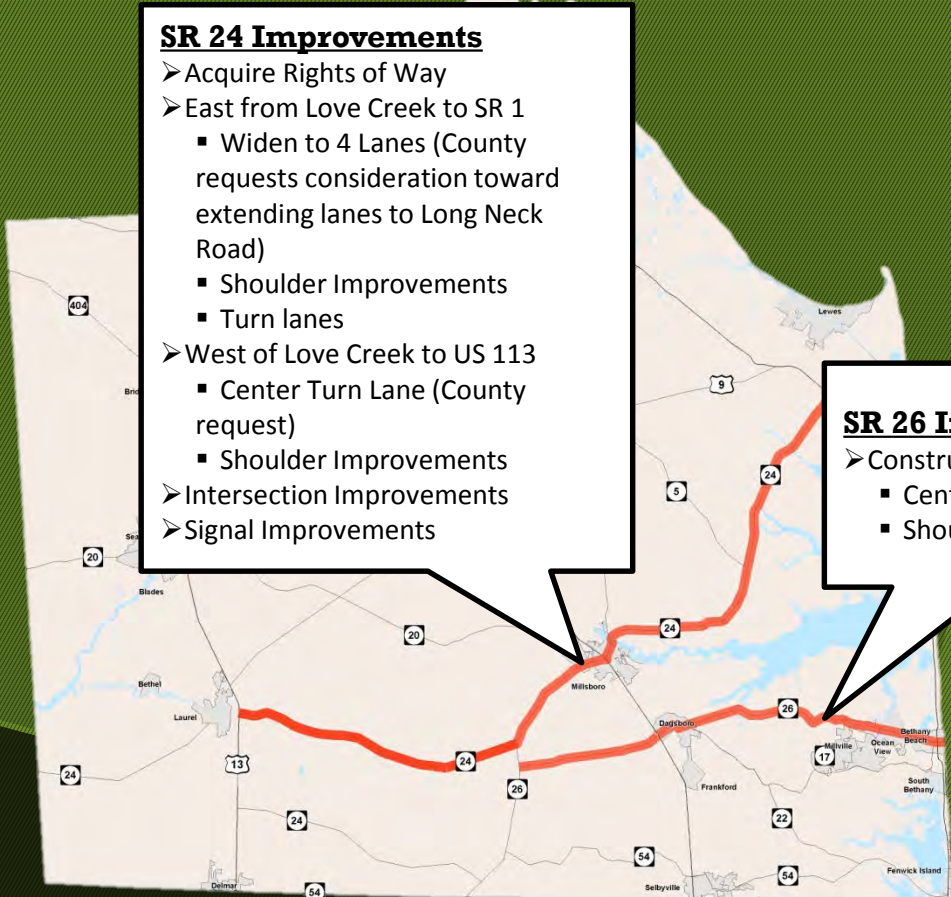 SR 24 Improvements
➢Acquire Rights of Way
➢East from Love Creek to SR 1
▪ Widen to 4 Lanes (County
requests consideration toward
extending lanes to Long Neck
Road)
▪ Shoulder Improvements
▪ Turn lanes
➢West of Love Creek to US 113
▪ Center Turn Lane (County
request)
▪ Shoulder Improvements
➢Intersection Improvements
➢Signal Improvements
404
Lewes
9
24
5
20
Blades
20
24
Bethel
Laurel
Millsboro
13
24
24
24
26
Dagsboro
26
Bethany
Beach
Millville
Ocean
View
17
Frankford
South
Bethany
22
54
54
54
Delmar
Selbyville
Fenwick Island
SR 26
▪
▪